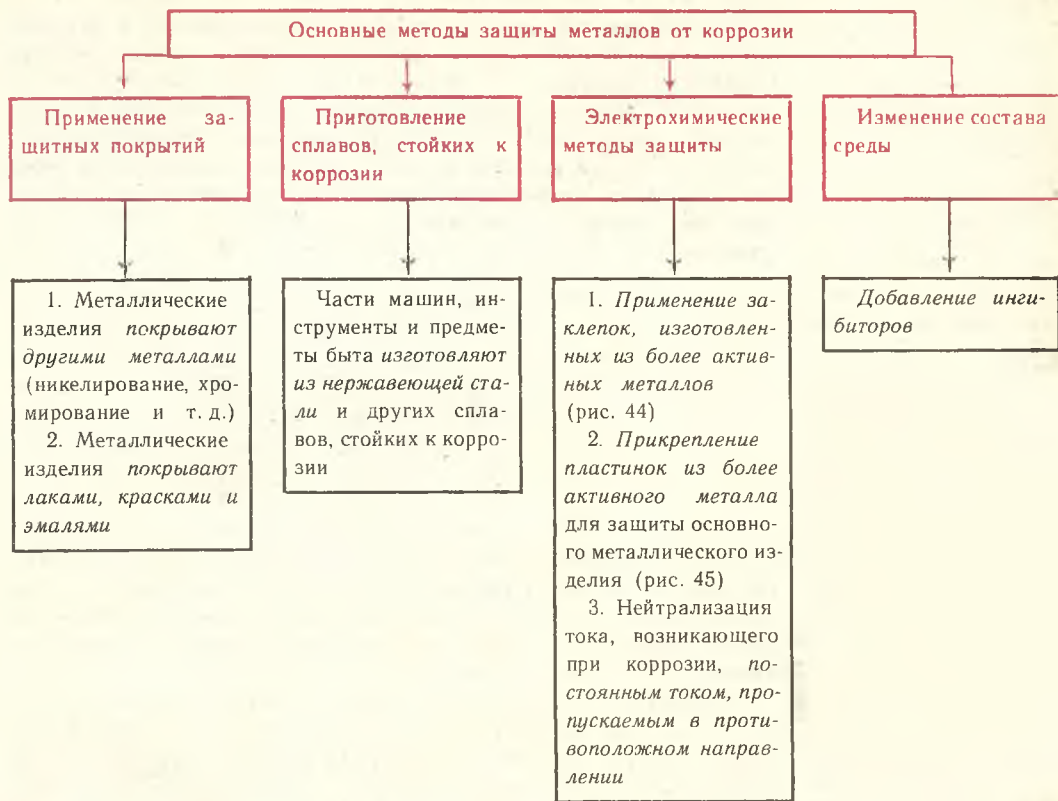 Основные методы защиты металлов от коррозии
Применение за-
щитных покрытий
Приготовление
сплавов, стойких к
коррозии
Электрохимические
методы защиты
Изменение состава
среды
1. Металлические
изделия покрывают
другими металлами
(никелирование, хро-
мирование и т. д.)
2. Металлические
изделия покрывают
лаками, красками и
эмалями
Части машин, ин-
струменты и предме-
ты быта изготовляют
из нержавеющей ста-
ли и других спла-
вов, стойких к корро-
зии
1. Применение за-
клепок, изготовлен-
ных из более актив-
ных металлов
(рис. 44)
2. Прикрепление
пластинок из более
активного металла
для защиты основно-
го металлического из-
делия (рис. 45)
3. Нейтрализация
тока, возникающего
при коррозии, по-
стоянным током, про-
пускаемым в проти-
воположном направ-
лении
Добавление инги-
биторов